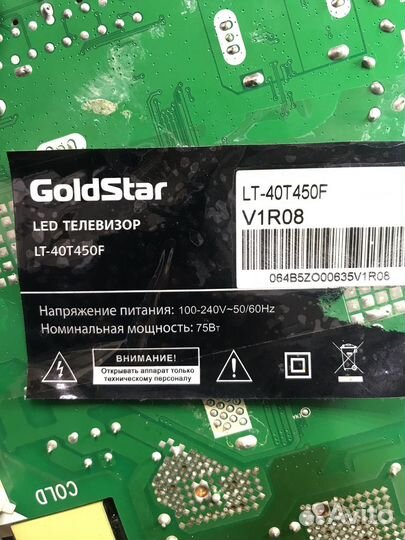 GoldStar
LED ТЕЛЕВИЗОР
LT-40T450F
LT-40T450F
V1R08
064B5ZO00635V1R08
Напряжение питания: 100-240V~50/60Hz
Номинальная мощность: 75Вт
ВНИМАНИЕ!
Открывать аппарат только
техническому персоналу
COLD
Avito